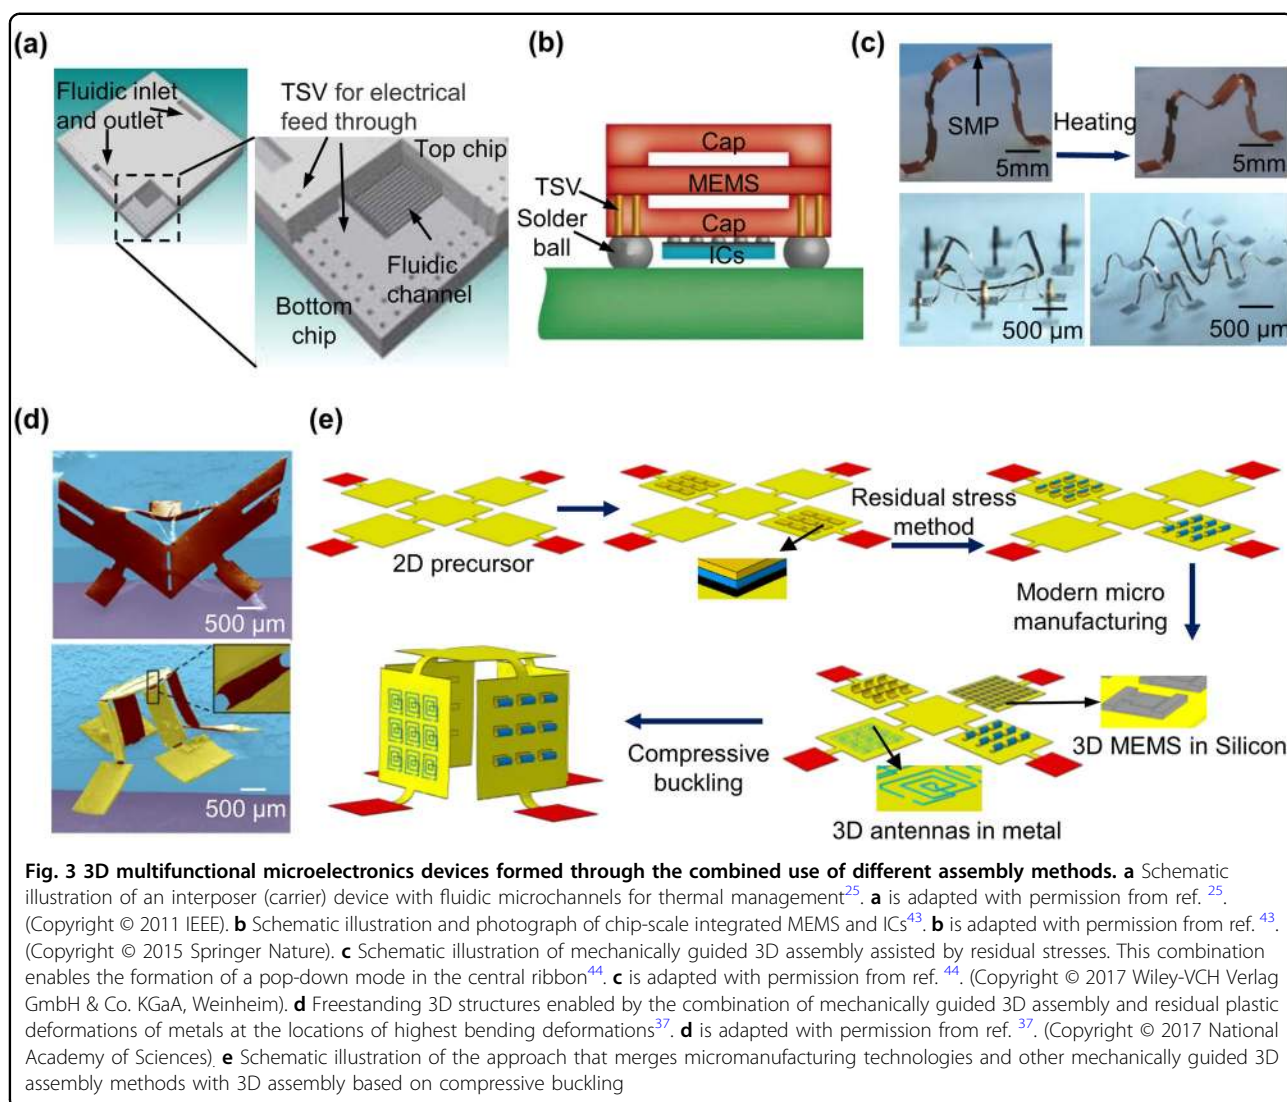 (a)
Fluidic inlet
and outlet
TSV for electrical
feed through
Top chip
Fluidic
channel
Bottom
chip
(b)
Cap
MEMS
TSV
Cap
Solder
ball
ICs
(c)
SMP
5mm
Heating
5mm
500 μm
500 μm
(d)
500 μm
500 μm
(e)
2D precursor
Residual stress
method
Modern micro
manufacturing
3D MEMS in Silicon
3D antennas in metal
Compressive
buckling
Fig. 3 3D multifunctional microelectronics devices formed through the combined use of different assembly methods. a Schematic
illustration of an interposer (carrier) device with fluidic microchannels for thermal management25. a is adapted with permission from ref. 25.
(Copyright © 2011 IEEE). b Schematic illustration and photograph of chip-scale integrated MEMS and ICs43. b is adapted with permission from ref. 43.
(Copyright © 2015 Springer Nature). c Schematic illustration of mechanically guided 3D assembly assisted by residual stresses. This combination
enables the formation of a pop-down mode in the central ribbon44. c is adapted with permission from ref. 44. (Copyright © 2017 Wiley-VCH Verlag
GmbH & Co. KGaA, Weinheim). d Freestanding 3D structures enabled by the combination of mechanically guided 3D assembly and residual plastic
deformations of metals at the locations of highest bending deformations37. d is adapted with permission from ref. 37. (Copyright © 2017 National
Academy of Sciences). e Schematic illustration of the approach that merges micromanufacturing technologies and other mechanically guided 3D
assembly methods with 3D assembly based on compressive buckling